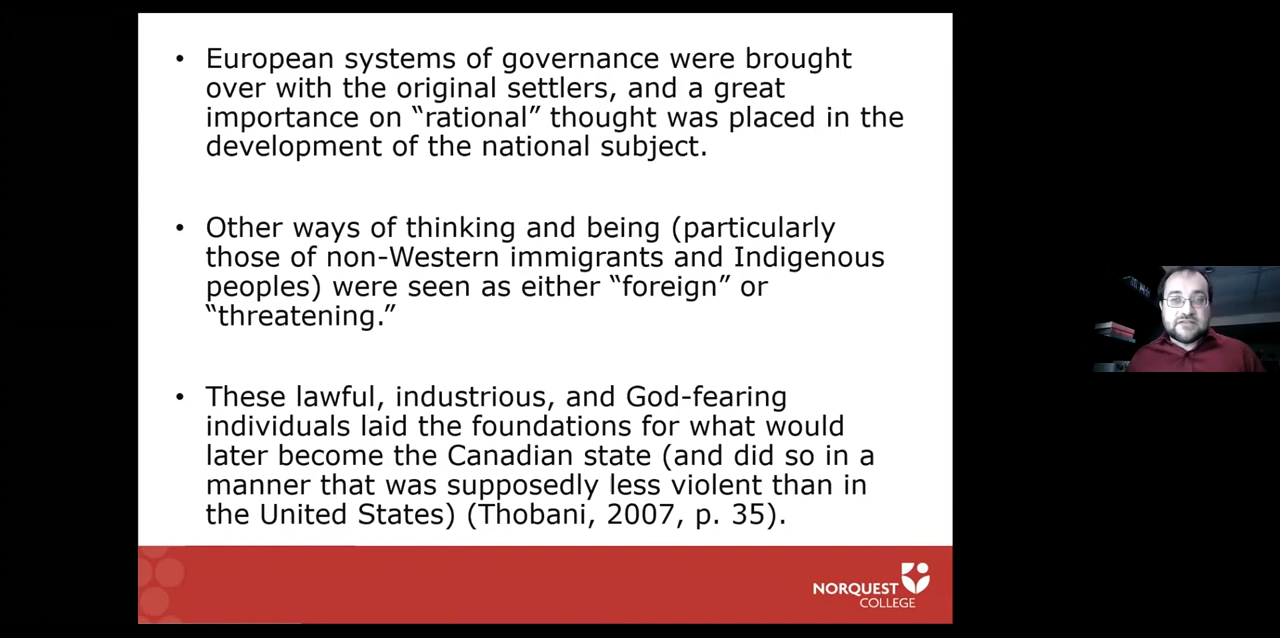 • European systems of governance were brought
over with the original settlers, and a great
importance on “rational” thought was placed in the
development of the national subject.
• Other ways of thinking and being (particularly
those of non-Western immigrants and Indigenous
peoples) were seen as either “foreign” or
“threatening.”
• These lawful, industrious, and God-fearing
individuals laid the foundations for what would
later become the Canadian state (and did so in a
manner that was supposedly less violent than in
the United States) (Thobani, 2007, p. 35).
NORQUEST
COLLEGE